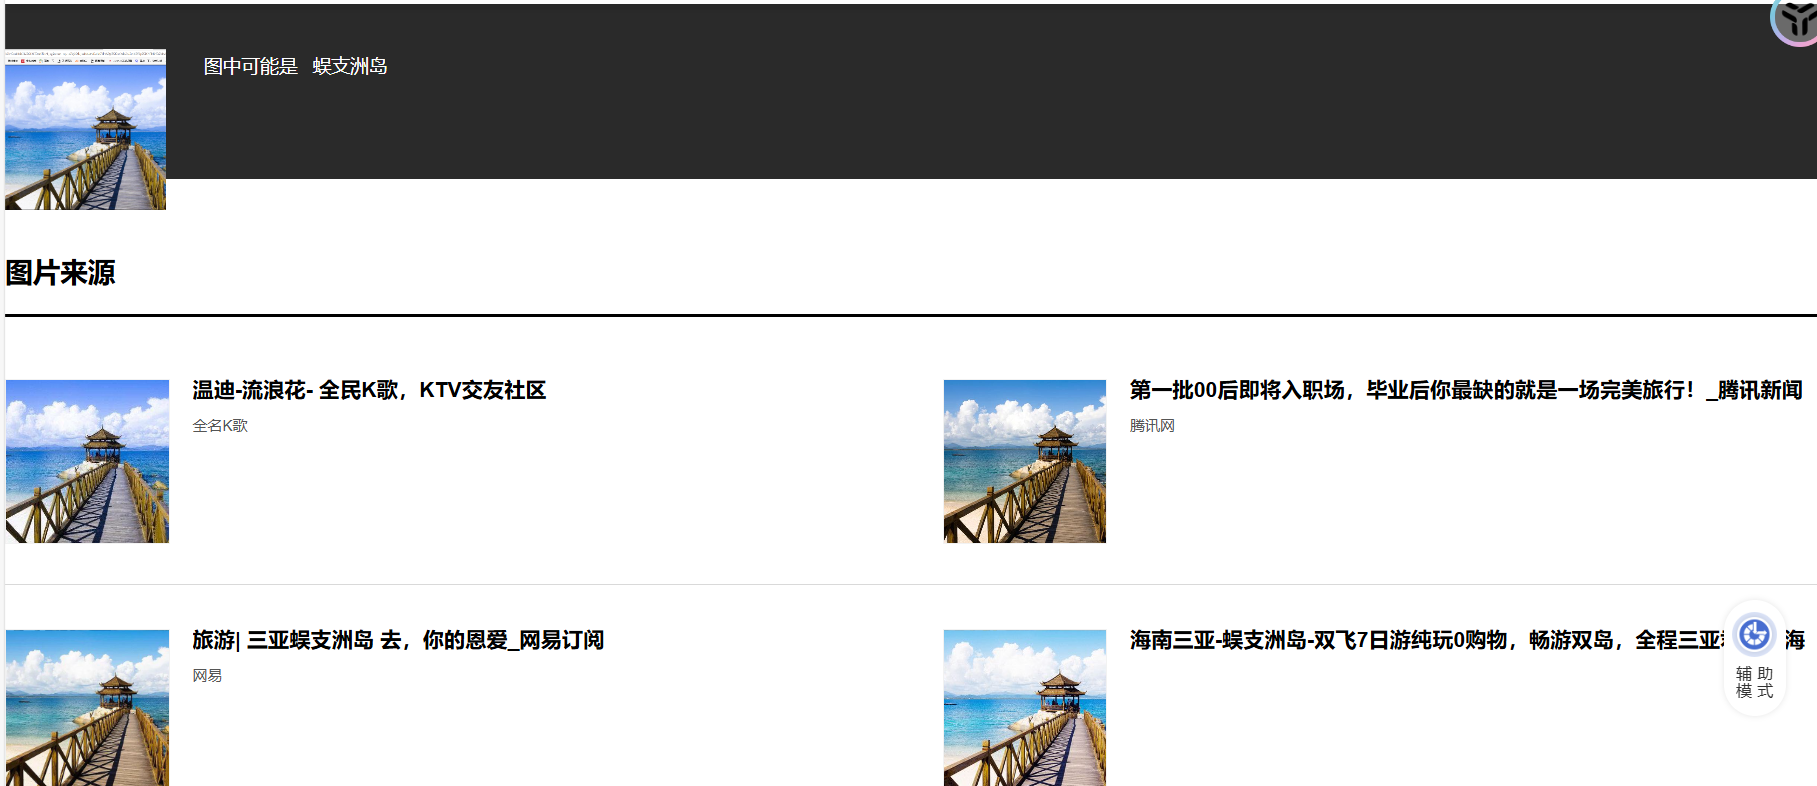 图中可能是 蜈支洲岛
图片来源
温迪-流浪花- 全民K歌，KTV交友社区
全名K歌
第一批00后即将入职场，毕业后你最缺的就是一场完美旅行！_腾讯新闻
腾讯网
旅游| 三亚蜈支洲岛 去，你的恩爱_网易订阅
网易
海南三亚-蜈支洲岛-双飞7日游纯玩0购物，畅游双岛，全程三亚 海
辅助
模式